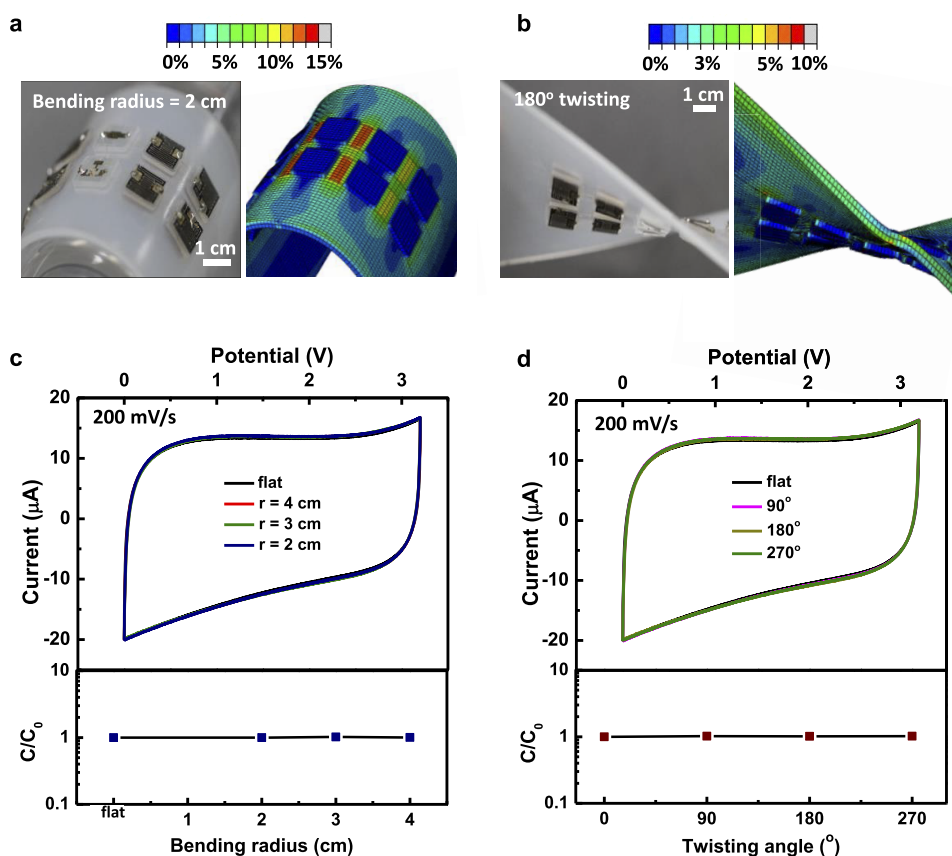 a
0% 5% 10% 15%
Bending radius = 2 cm
1 cm
b
0% 3% 5% 10%
180° twisting
1 cm
c
Potential (V)
0 1 2 3
20
10
0
-10
-20
Current (μA)
200 mV/s
flat
r = 4 cm
r = 3 cm
r = 2 cm
10
1
0.1
C/C₀
flat 1 2 3 4
Bending radius (cm)
d
Potential (V)
0 1 2 3
20
10
0
-10
-20
Current (μA)
200 mV/s
flat
90°
180°
270°
10
1
0.1
C/C₀
0 90 180 270
Twisting angle (°)